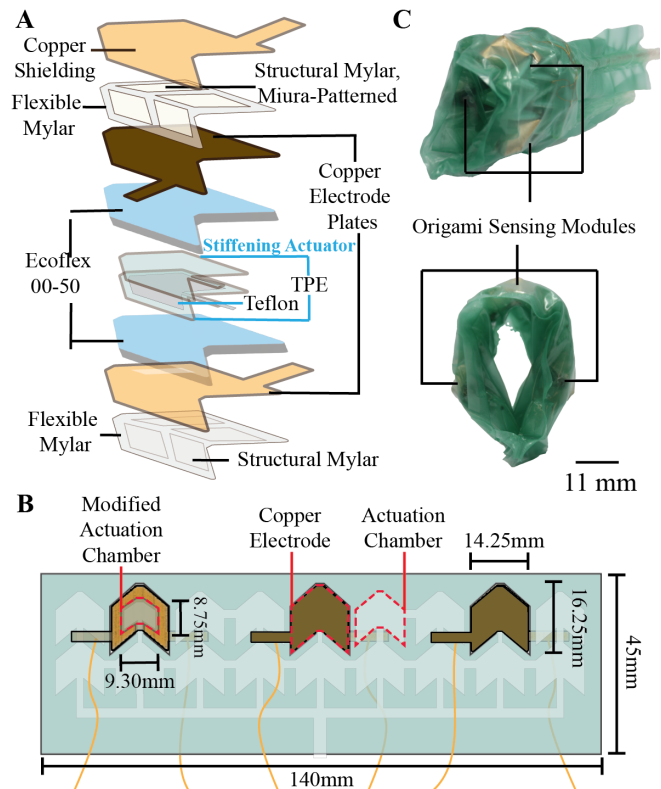 A
Copper
Shielding
Structural Mylar,
Miura-Patterned
Flexible
Mylar
Copper
Electrode
Plates
Stiffening Actuator
Ecoflex
00-50
TPE
Teflon
Flexible
Mylar
Structural Mylar
C
Origami Sensing Modules
11 mm
B
Modified
Actuation
Chamber
Copper
Electrode
Actuation
Chamber
14.25mm
8.75mm
16.25mm
45mm
9.30mm
140mm